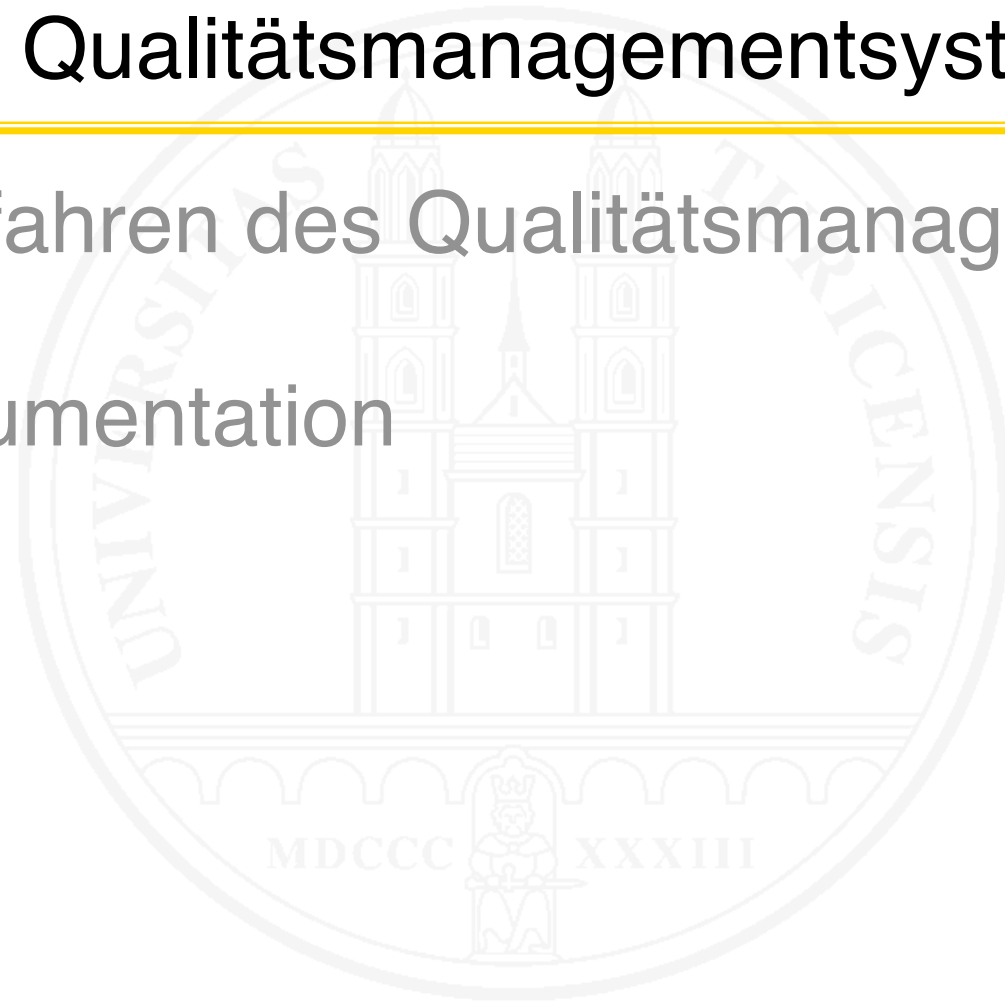 Qualitätsmanagementsyst
fahren des Qualitätsmanag
umentation
UNIVERSITAS TURICENSIS
MDCCC XXXIII